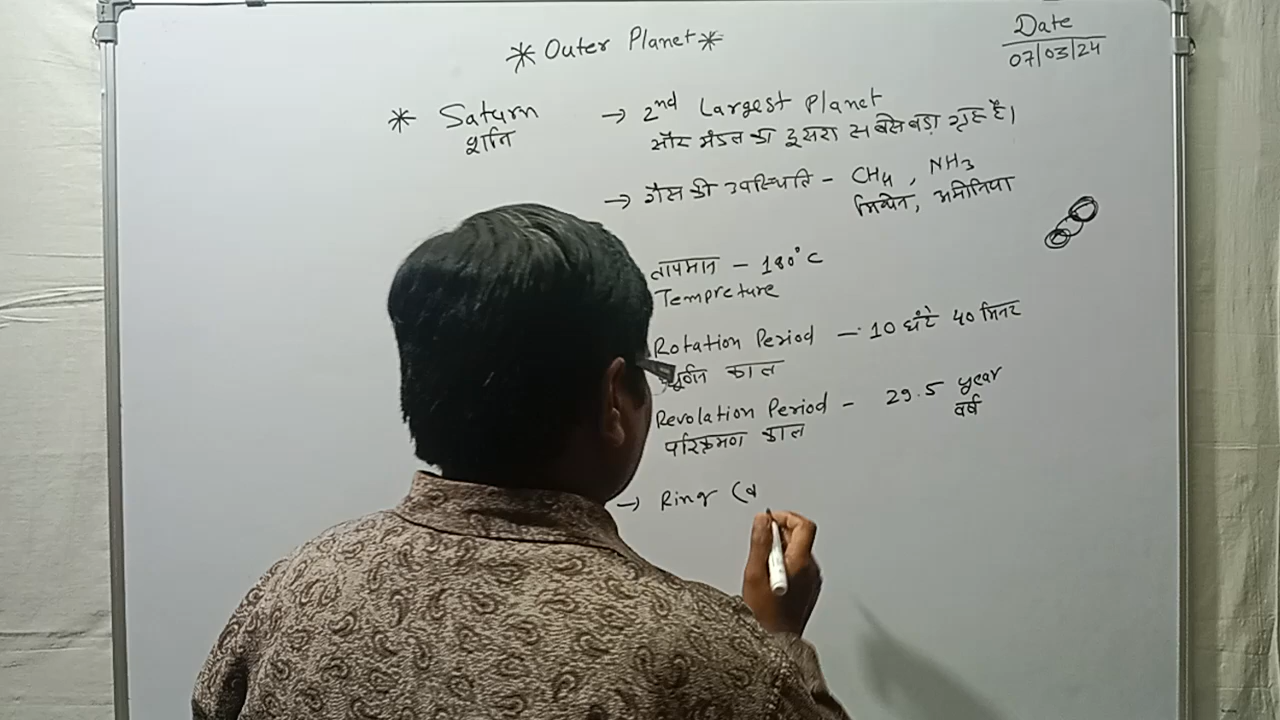 * Outer Planet *
Date
07/03/24
* Saturn → 2nd Largest Planet
शनि
सौर मंडल का दूसरा सबसे बड़ा ग्रह है।
→ गैस की उपस्थिति - CH4, NH3
मिथेन, अमोनिया
तापमान - 180°C
Tempreture
Rotation Period - 10 घंटे 40 मिनट
घूर्णन काल
Revolation Period - 29.5 year
परिक्रमण काल वर्ष
→ Ring (व